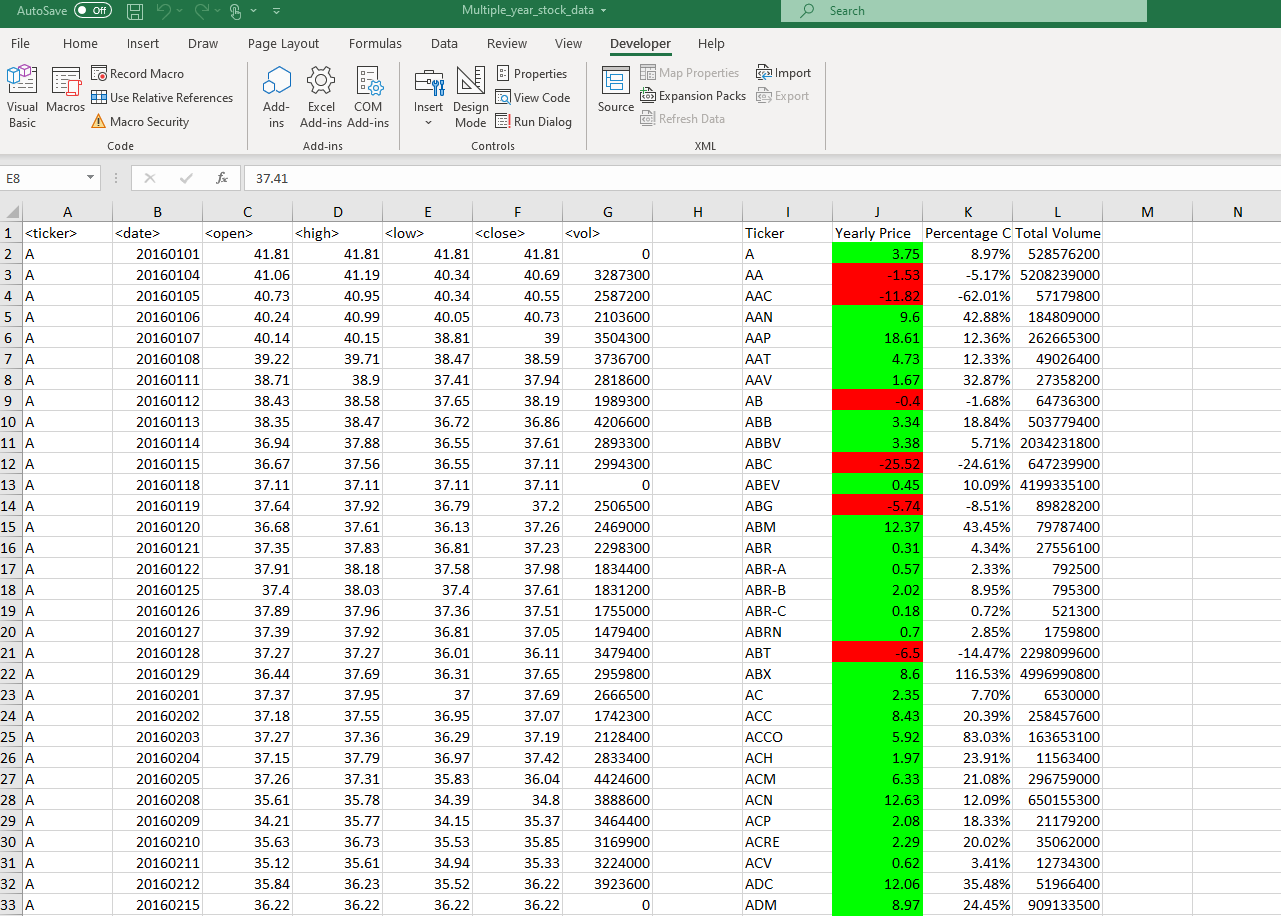 AutoSave Off Multiple_year_stock_data Search
File Home Insert Draw Page Layout Formulas Data Review View Developer Help
Visual Basic Macros Record Macro Use Relative References Macro Security Code
Add-ins Excel Add-ins COM Add-ins Add-ins
Insert Design Mode Properties View Code Run Dialog Controls
Source Map Properties Expansion Packs Refresh Data Import Export XML
E8 fx 37.41
A B C D E F G H I J K L M N
1 <ticker> <date> <open> <high> <low> <close> <vol> Ticker Yearly Price Percentage C Total Volume
2 A 20160101 41.81 41.81 41.81 41.81 0 A 3.75 8.97% 528576200
3 A 20160104 41.06 41.19 40.34 40.69 3287300 AA -1.53 -5.17% 5208239000
4 A 20160105 40.73 40.95 40.34 40.55 2587200 AAC -11.82 -62.01% 57179800
5 A 20160106 40.24 40.99 40.05 40.73 2103600 AAN 9.6 42.88% 184809000
6 A 20160107 40.14 40.15 38.81 39 3504300 AAP 18.61 12.36% 262665300
7 A 20160108 39.22 39.71 38.47 38.59 3736700 AAT 4.73 12.33% 49026400
8 A 20160111 38.71 38.9 37.41 37.94 2818600 AAV 1.67 32.87% 27358200
9 A 20160112 38.43 38.58 37.65 38.19 1989300 AB -0.4 -1.68% 64736300
10 A 20160113 38.35 38.47 36.72 36.86 4206600 ABB 3.34 18.84% 503779400
11 A 20160114 36.94 37.88 36.55 37.61 2893300 ABBV 3.38 5.71% 2034231800
12 A 20160115 36.67 37.56 36.55 37.11 2994300 ABC -25.52 -24.61% 647239900
13 A 20160118 37.11 37.11 37.11 37.11 0 ABEV 0.45 10.09% 4199335100
14 A 20160119 37.64 37.92 36.79 37.2 2506500 ABG -5.74 -8.51% 89828200
15 A 20160120 36.68 37.61 36.13 37.26 2469000 ABM 12.37 43.45% 79787400
16 A 20160121 37.35 37.83 36.81 37.23 2298300 ABR 0.31 4.34% 27556100
17 A 20160122 37.91 38.18 37.58 37.98 1834400 ABR-A 0.57 2.33% 792500
18 A 20160125 37.4 38.03 37.4 37.61 1831200 ABR-B 2.02 8.95% 795300
19 A 20160126 37.89 37.96 37.36 37.51 1755000 ABR-C 0.18 0.72% 521300
20 A 20160127 37.39 37.92 36.81 37.05 1479400 ABRN 0.7 2.85% 1759800
21 A 20160128 37.27 37.27 36.01 36.11 3479400 ABT -6.5 -14.47% 2298099600
22 A 20160129 36.44 37.69 36.31 37.65 2959800 ABX 8.6 116.53% 4996990800
23 A 20160201 37.37 37.95 37 37.69 2666500 AC 2.35 7.70% 6530000
24 A 20160202 37.18 37.55 36.95 37.07 1742300 ACC 8.43 20.39% 258457600
25 A 20160203 37.27 37.36 36.29 37.19 2128400 ACCO 5.92 83.03% 163653100
26 A 20160204 37.15 37.79 36.97 37.42 2833400 ACH 1.97 23.91% 11563400
27 A 20160205 37.26 37.31 35.83 36.04 4424600 ACM 6.33 21.08% 296759000
28 A 20160208 35.61 35.78 34.39 34.8 3888600 ACN 12.63 12.09% 650155300
29 A 20160209 34.21 35.77 34.15 35.37 3464400 ACP 2.08 18.33% 21179200
30 A 20160210 35.63 36.73 35.53 35.85 3169900 ACRE 2.29 20.02% 35062000
31 A 20160211 35.12 35.61 34.94 35.33 3224000 ACV 0.62 3.41% 12734300
32 A 20160212 35.84 36.23 35.52 36.22 3923600 ADC 12.06 35.48% 51966400
33 A 20160215 36.22 36.22 36.22 36.22 0 ADM 8.97 24.45% 909133500